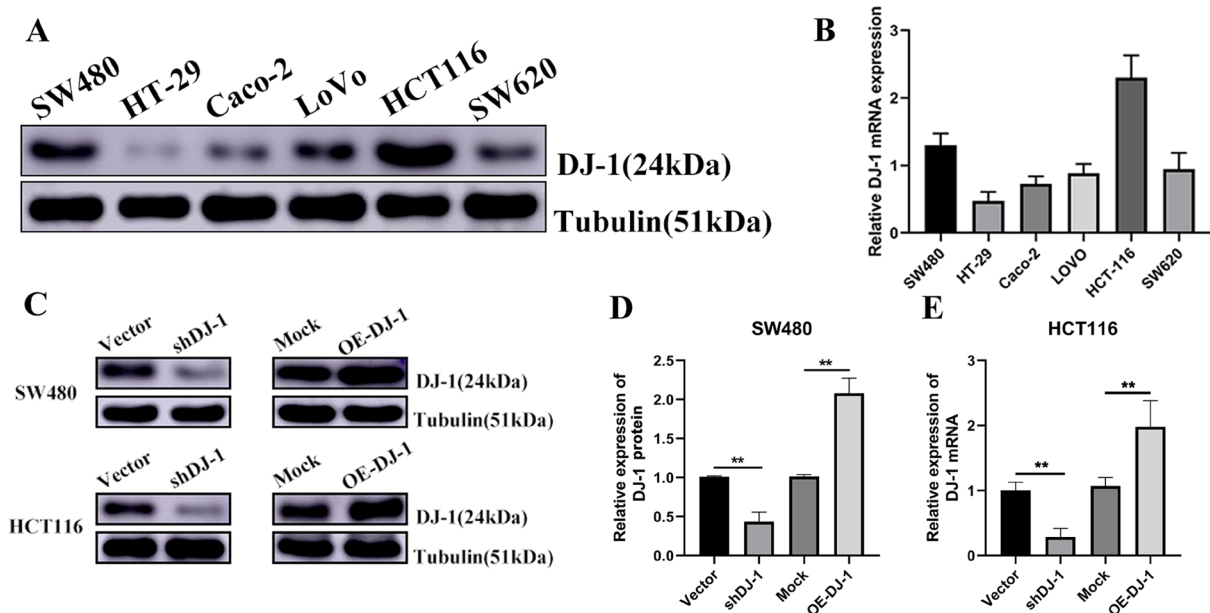 A
SW480 HT-29 Caco-2 LoVo HCT116 SW620
DJ-1(24kDa)
Tubulin(51kDa)
B
Relative DJ-1 mRNA expression
3
2
1
0
SW480 HT-29 Caco-2 LOVO HCT-116 SW620
C
Vector shDJ-1 Mock OE-DJ-1
SW480
DJ-1(24kDa)
Tubulin(51kDa)
Vector shDJ-1 Mock OE-DJ-1
HCT116
DJ-1(24kDa)
Tubulin(51kDa)
D
SW480
Relative expression of
DJ-1 protein
2.5
2.0
1.5
1.0
0.5
0.0
**
**
Vector shDJ-1 Mock OE-DJ-1
E
HCT116
Relative expression of
DJ-1 mRNA
3
2
1
0
**
**
Vector shDJ-1 Mock OE-DJ-1